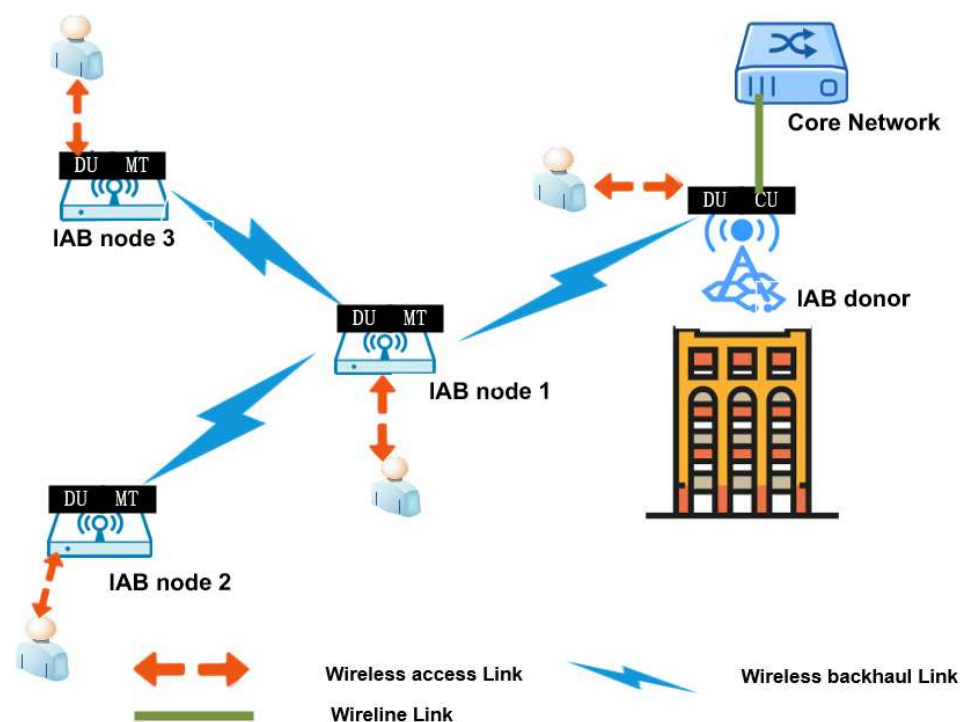 Core Network
DU MT
DU CU
IAB node 3
IAB donor
DU MT
IAB node 1
DU MT
IAB node 2
Wireless access Link
Wireless backhaul Link
Wireline Link